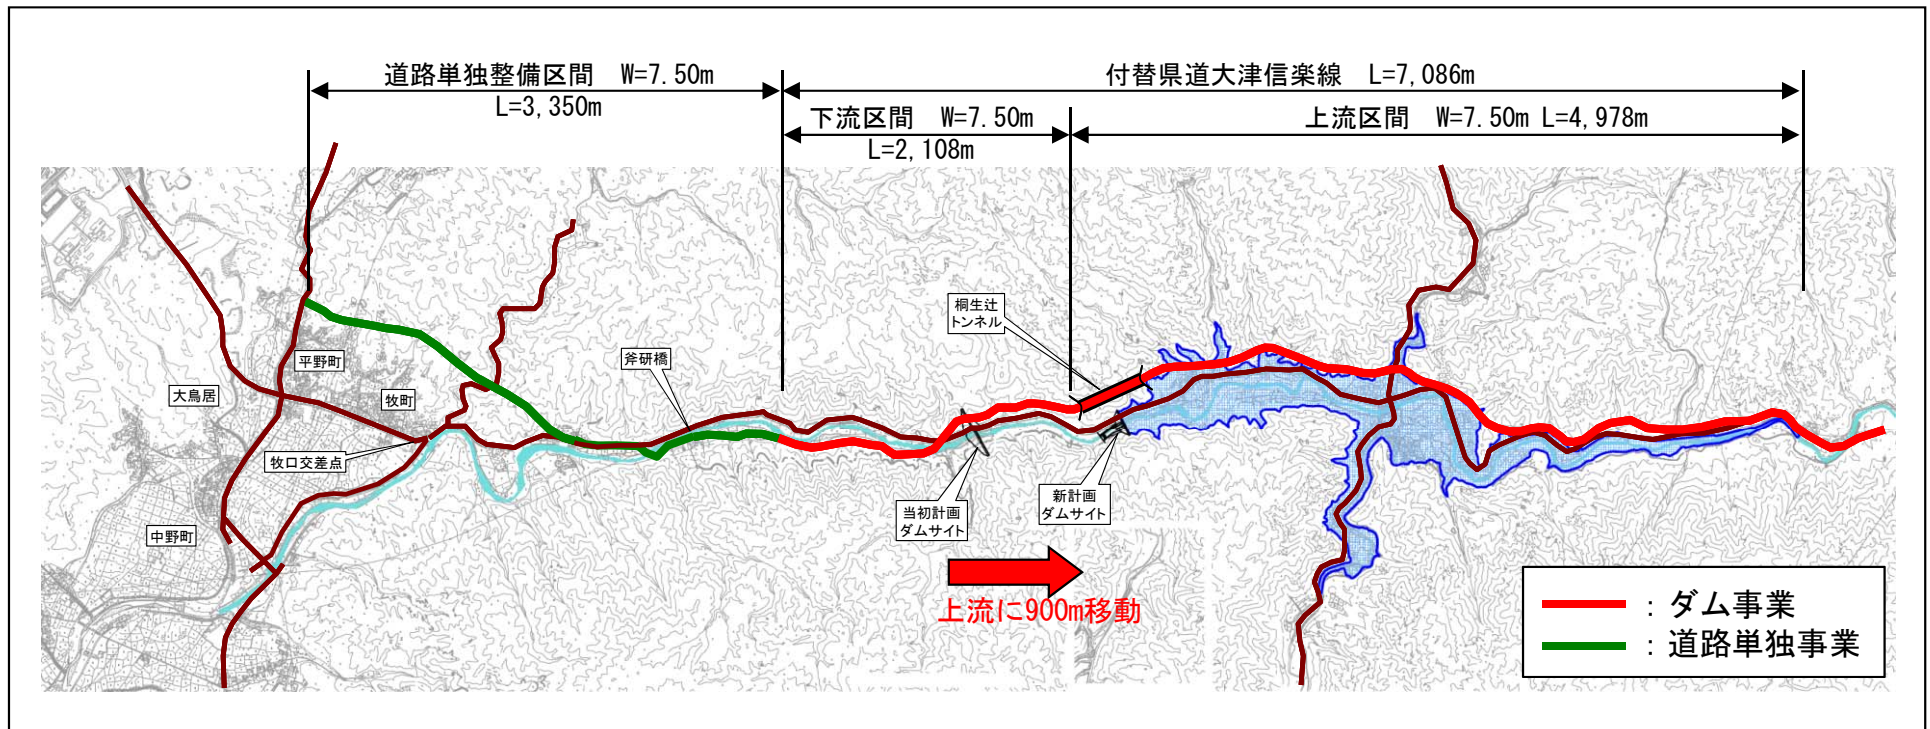 道路単独整備区間　W=7.50m
L=3,350m
付替県道大津信楽線　L=7,086m
下流区間　W=7.50m
L=2,108m
上流区間　W=7.50m L=4,978m
桐生辻
トンネル
斧研橋
平野町
大鳥居
牧町
牧口交差点
中野町
当初計画
ダムサイト
新計画
ダムサイト
上流に900m移動
：ダム事業
：道路単独事業